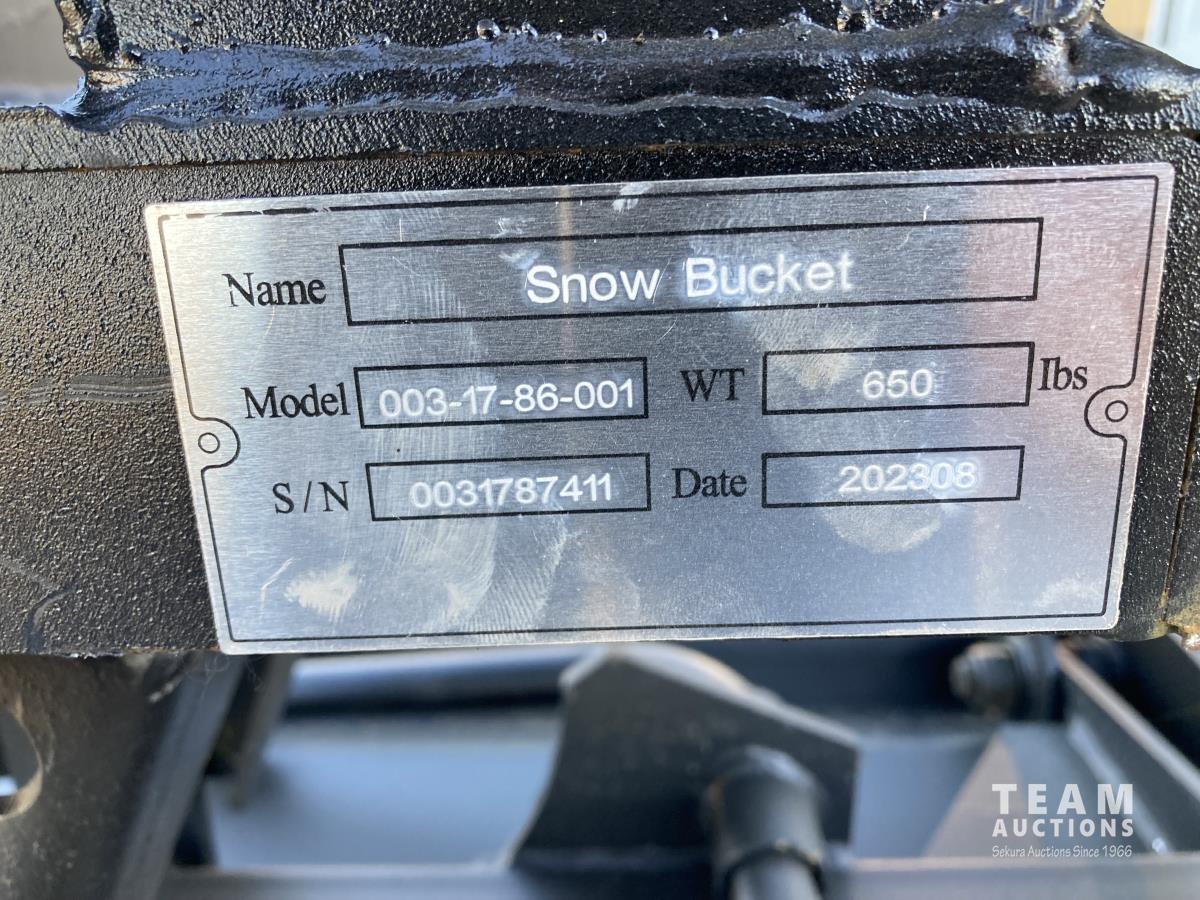 Name Snow Bucket
Model 003-17-86-001 WT 650 lbs
S/N 0031787411 Date 202308
TEAM
AUCTIONS
Sekura Auctions Since 1966